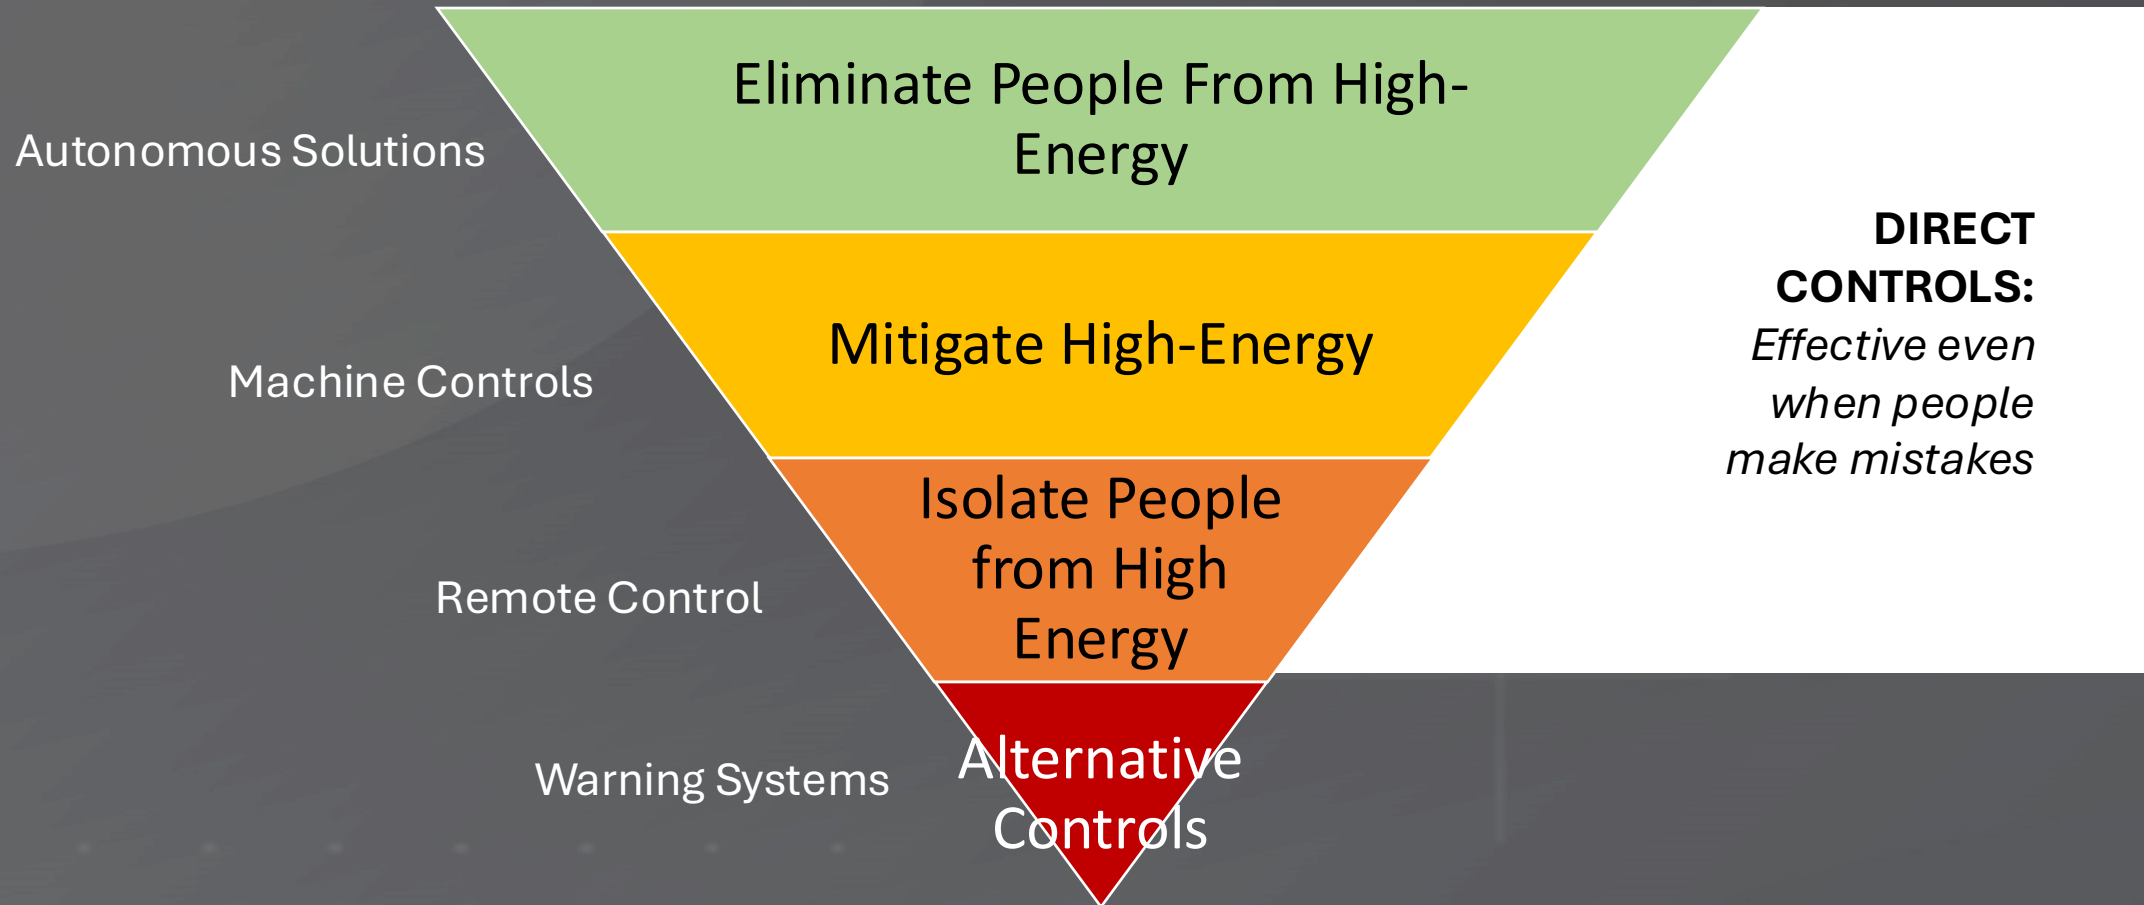 Eliminate People From High-
Energy
Autonomous Solutions
Mitigate High-Energy
Machine Controls
Isolate People
from High
Energy
Remote Control
Alternative
Controls
Warning Systems
DIRECT
CONTROLS:
Effective even
when people
make mistakes